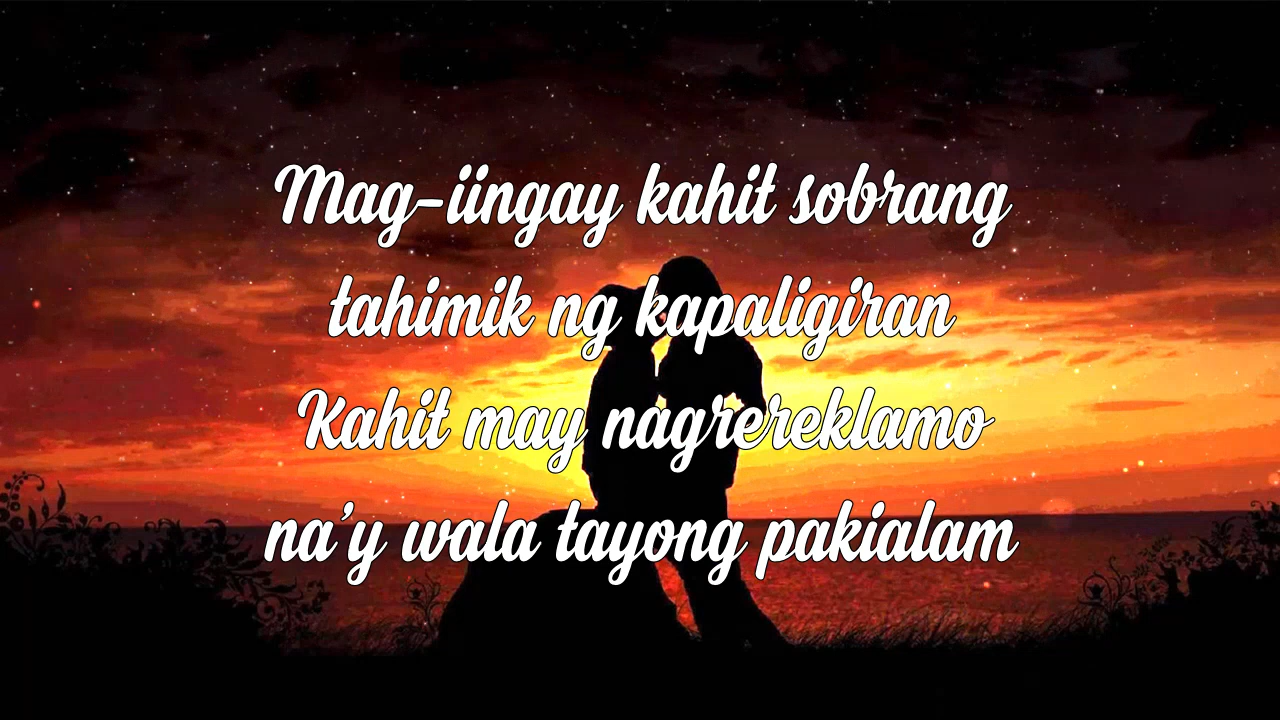 Mag-iingay kahit sobrang
tahimik ng kapaligiran
Kahit may nagrereklamo
na'y wala tayong pakialam